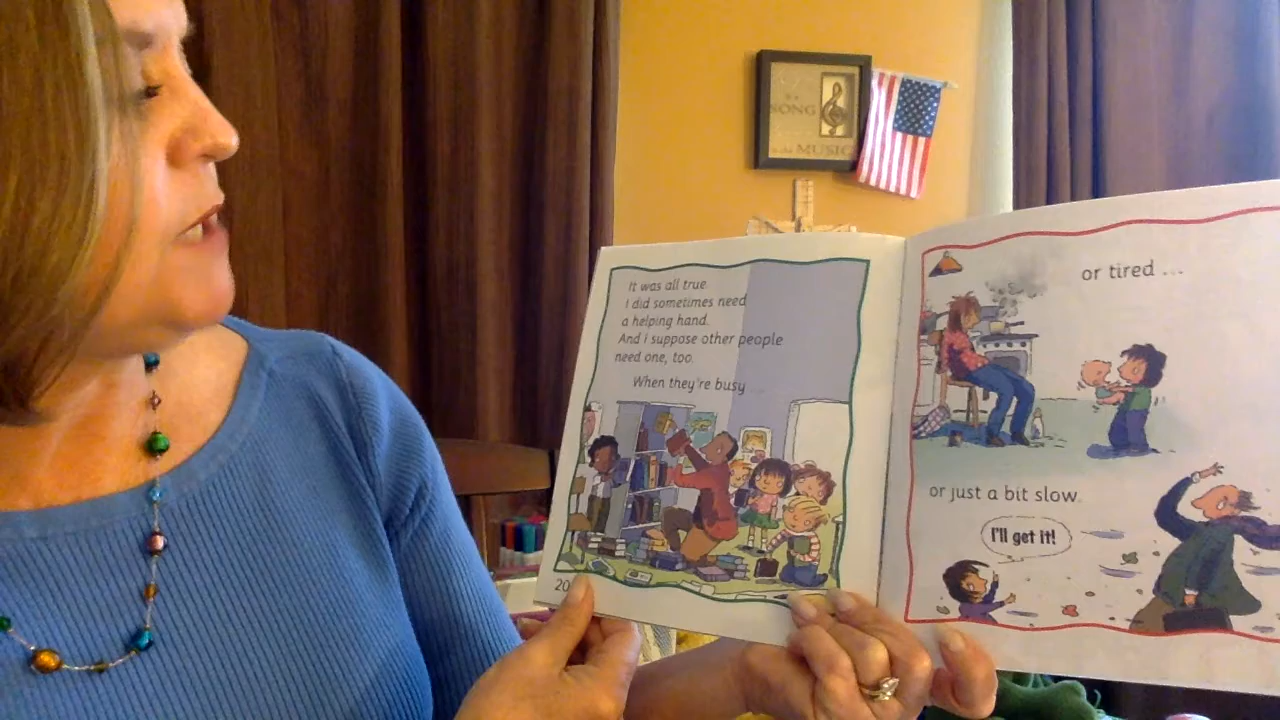 SONG
MUSIC
It was all true.
I did sometimes need
a helping hand.
And I suppose other people
need one, too.
When they're busy ...
20
or tired ...
or just a bit slow.
I'll get it!